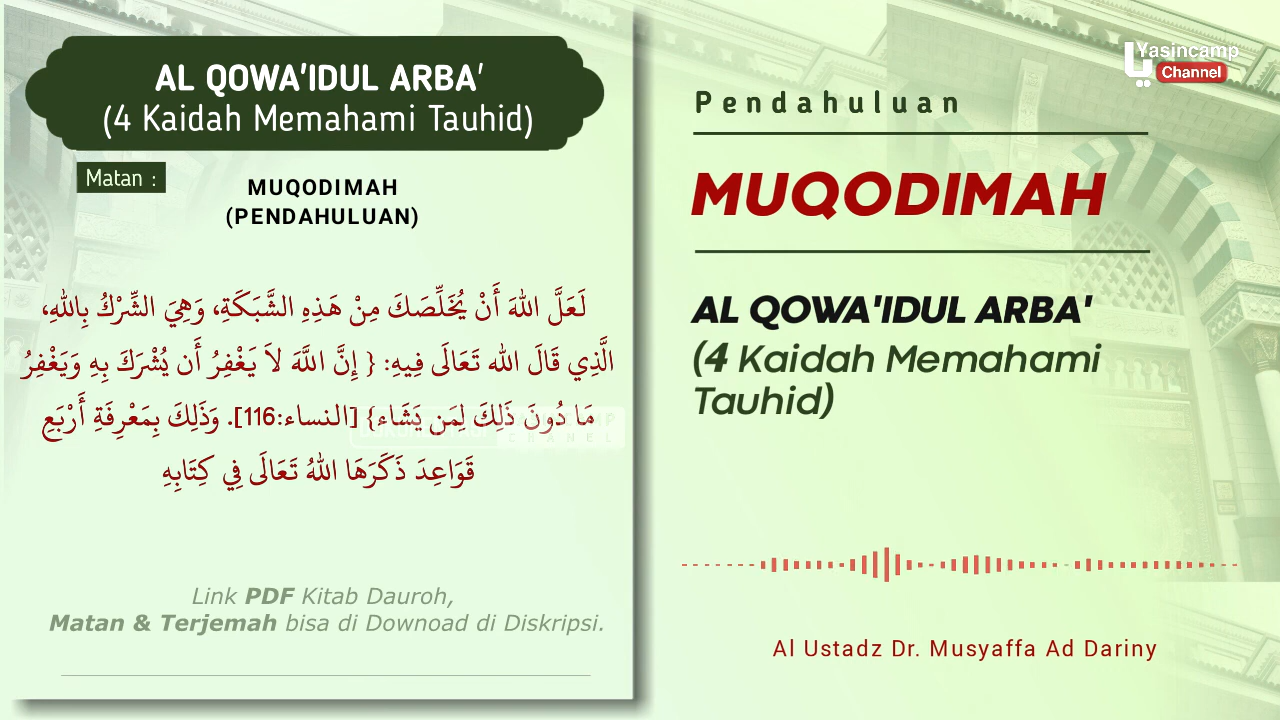 AL QOWA'IDUL ARBA'
(4 Kaidah Memahami Tauhid)
Matan :
MUQODIMAH
(PENDAHULUAN)
لَعَلَّ اللهَ أَنْ يُخَلِّصَكَ مِنْ هَذِهِ الشَّبَكَةِ، وَهِيَ الشِّرْكُ بِاللهِ،
الَّذِي قَالَ الله تَعَالَى فِيهِ: { إِنَّ اللَّهَ لاَ يَغْفِرُ أَن يُشْرَكَ بِهِ وَيَغْفِرُ
مَا دُونَ ذَلِكَ لِمَن يَشَاء} [النساء:116]. وَذَلِكَ بِمَعْرِفَةِ أَرْبَعِ
قَوَاعِدَ ذَكَرَهَا اللهُ تَعَالَى فِي كِتَابِهِ
Link PDF Kitab Dauroh,
Matan & Terjemah bisa di Downoad di Diskripsi.
Yasincamp
Channel
Pendahuluan
MUQODIMAH
AL QOWA'IDUL ARBA'
(4 Kaidah Memahami
Tauhid)
Al Ustadz Dr. Musyaffa Ad Dariny